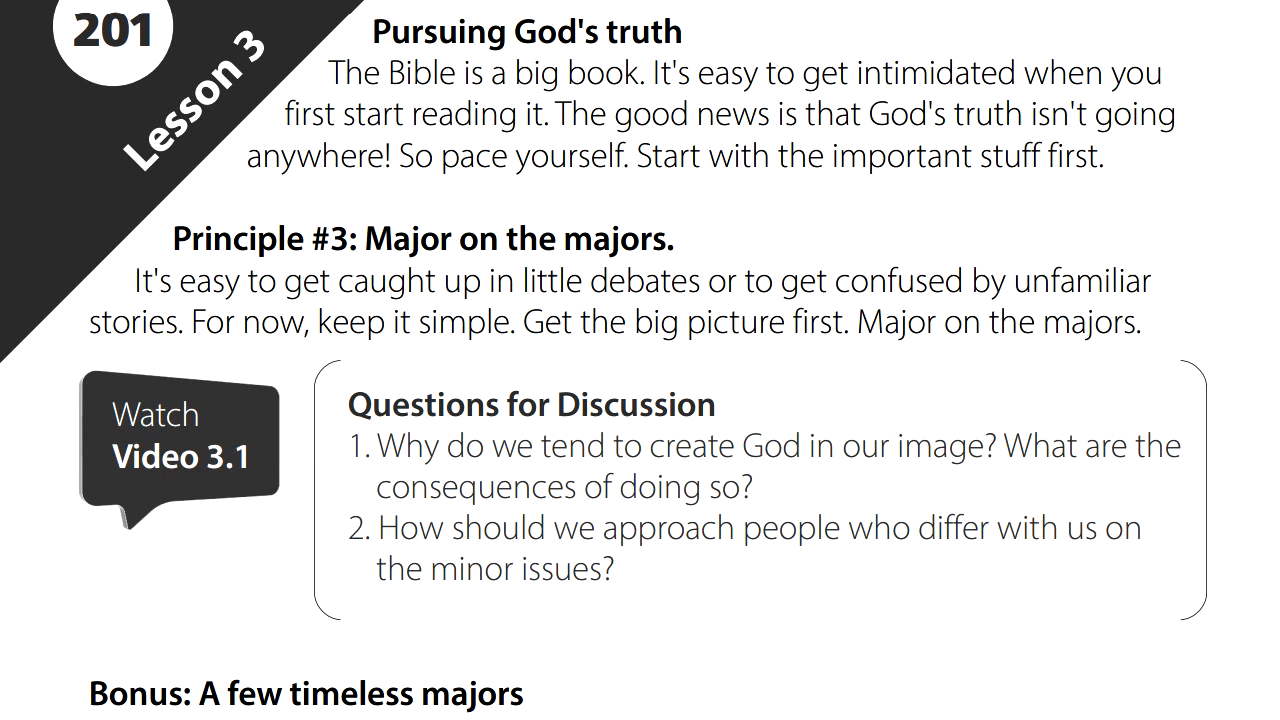 201
Lesson 3
Pursuing God's truth
The Bible is a big book. It's easy to get intimidated when you
first start reading it. The good news is that God's truth isn't going
anywhere! So pace yourself. Start with the important stuff first.
Principle #3: Major on the majors.
It's easy to get caught up in little debates or to get confused by unfamiliar
stories. For now, keep it simple. Get the big picture first. Major on the majors.
Watch
Video 3.1
Questions for Discussion
1. Why do we tend to create God in our image? What are the
consequences of doing so?
2. How should we approach people who differ with us on
the minor issues?
Bonus: A few timeless majors